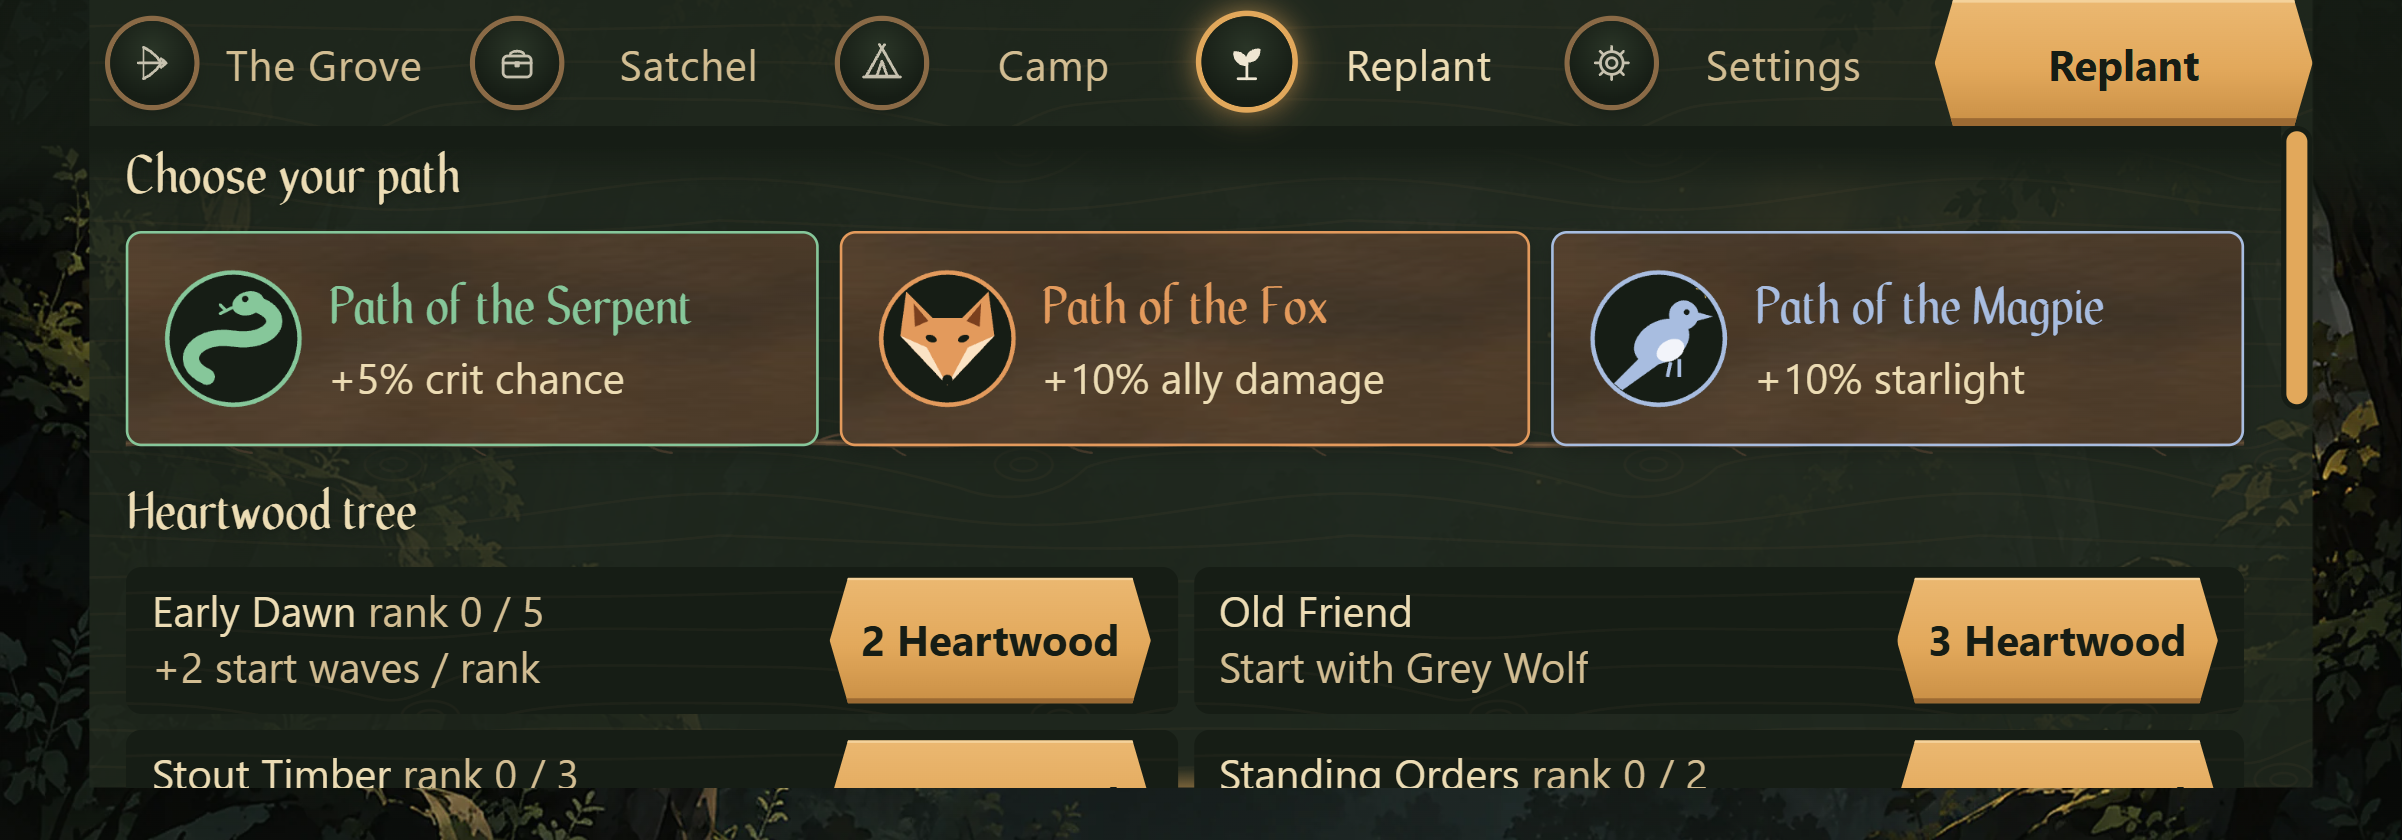 The Grove Satchel Camp Replant Settings Replant
Choose your path
Path of the Serpent
+5% crit chance
Path of the Fox
+10% ally damage
Path of the Magpie
+10% starlight
Heartwood tree
Early Dawn rank 0 / 5
+2 start waves / rank
2 Heartwood
Old Friend
Start with Grey Wolf
3 Heartwood
Stout Timber rank 0 / 3
Standing Orders rank 0 / 2